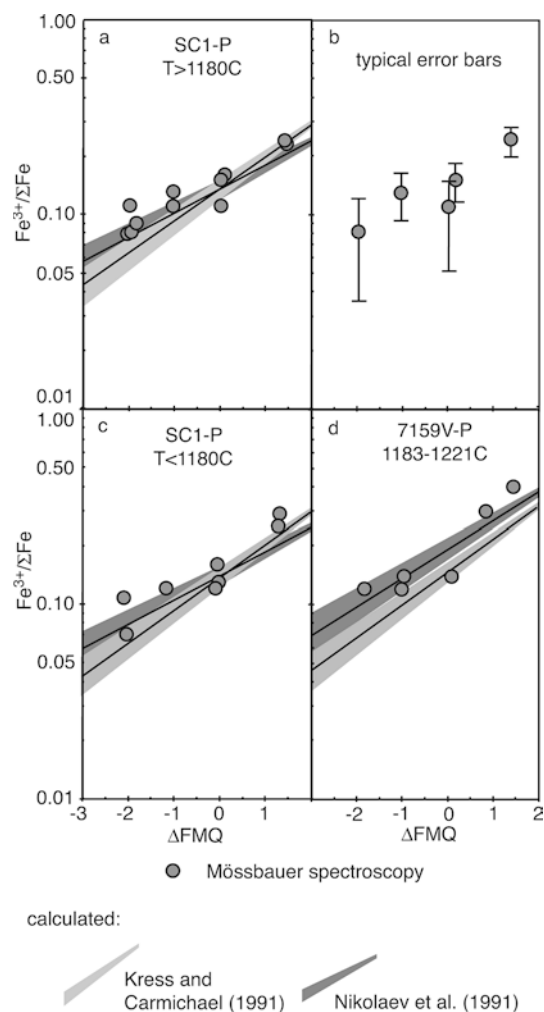 a
SC1-P
T>1180C
b
typical error bars
1.00
0.50
0.10
0.05
0.01
Fe³⁺/ΣFe
c
SC1-P
T<1180C
d
7159V-P
1183-1221C
1.00
0.50
0.10
0.05
0.01
Fe³⁺/ΣFe
-3 -2 -1 0 1 -2 -1 0 1 2
ΔFMQ ΔFMQ
Mössbauer spectroscopy
calculated:
Kress and
Carmichael (1991)
Nikolaev et al. (1991)